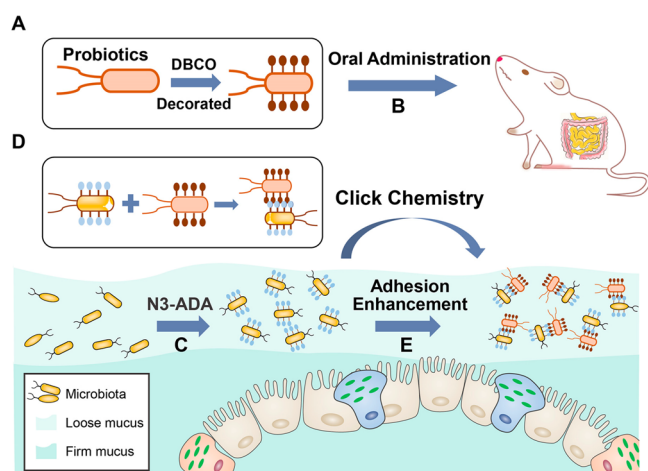 A
Probiotics
DBCO
Decorated
Oral Administration
B
D
Click Chemistry
N3-ADA
C
Adhesion
Enhancement
E
Microbiota
Loose mucus
Firm mucus